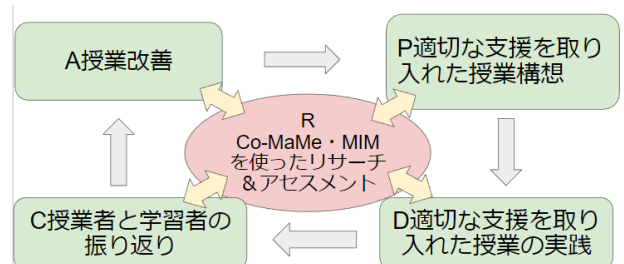 A授業改善
P適切な支援を取り
入れた授業構想
R
Co-MaMe・MIM
を使ったリサーチ
&アセスメント
C授業者と学習者の
振り返り
D適切な支援を取り
入れた授業の実践